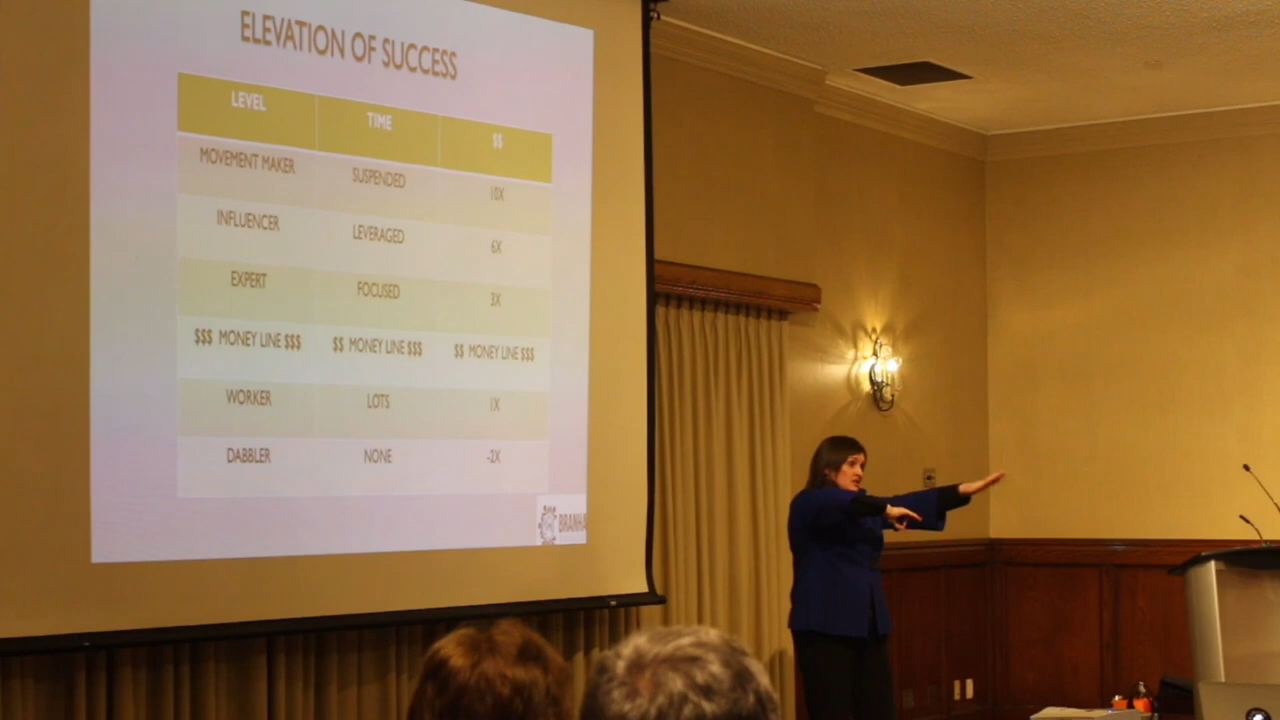 ELEVATION OF SUCCESS
LEVEL TIME $$
MOVEMENT MAKER SUSPENDED 10X
INFLUENCER LEVERAGED 6X
EXPERT FOCUSED 3X
$$$ MONEY LINE $$$ $$ MONEY LINE $$$ $$ MONEY LINE $$$
WORKER LOTS 1X
DABBLER NONE -2X
BRANHA